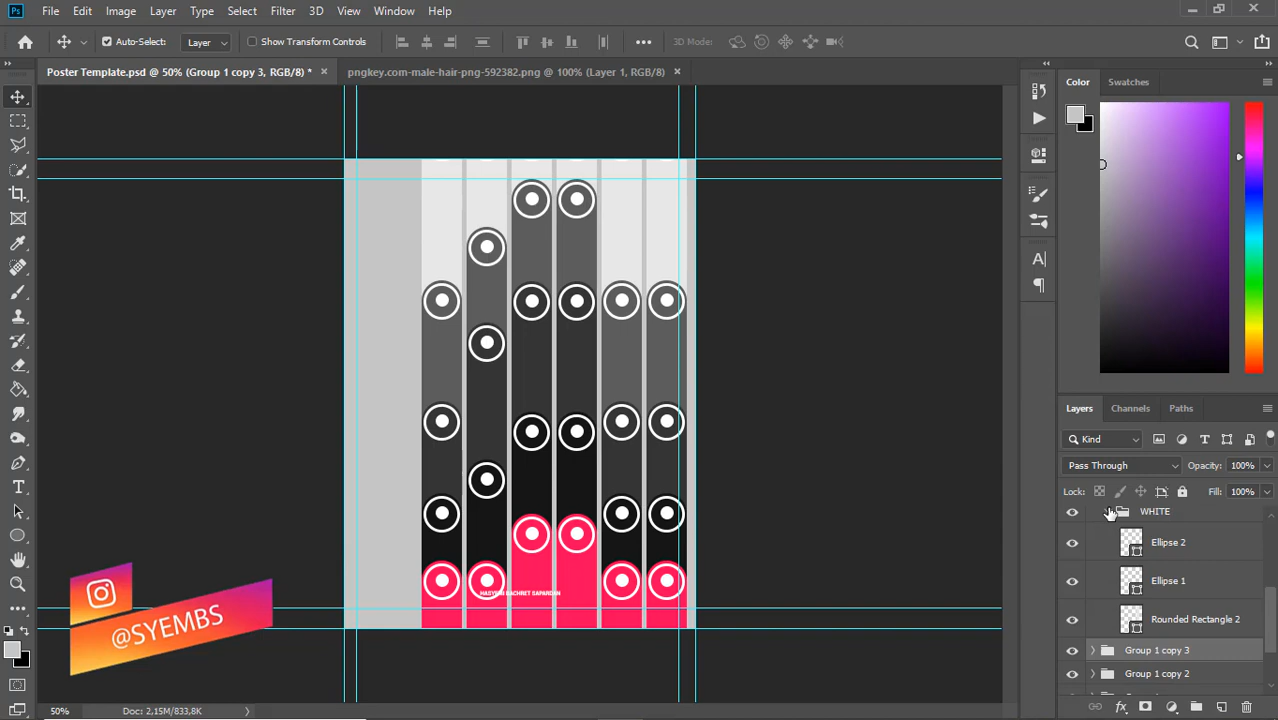 Ps File Edit Image Layer Type Select Filter 3D View Window Help
Auto-Select: Layer Show Transform Controls 3D Mode:
Poster Template.psd @ 50% (Group 1 copy 3, RGB/8) * × pngkey.com-male-hair-png-592382.png @ 100% (Layer 1, RGB/8) ×
Color Swatches
Layers Channels Paths
Kind
Pass Through Opacity: 100%
Lock: Fill: 100%
WHITE
Ellipse 2
Ellipse 1
Rounded Rectangle 2
Group 1 copy 3
Group 1 copy 2
@SYEMBS
50% Doc: 2,15M/833,8K